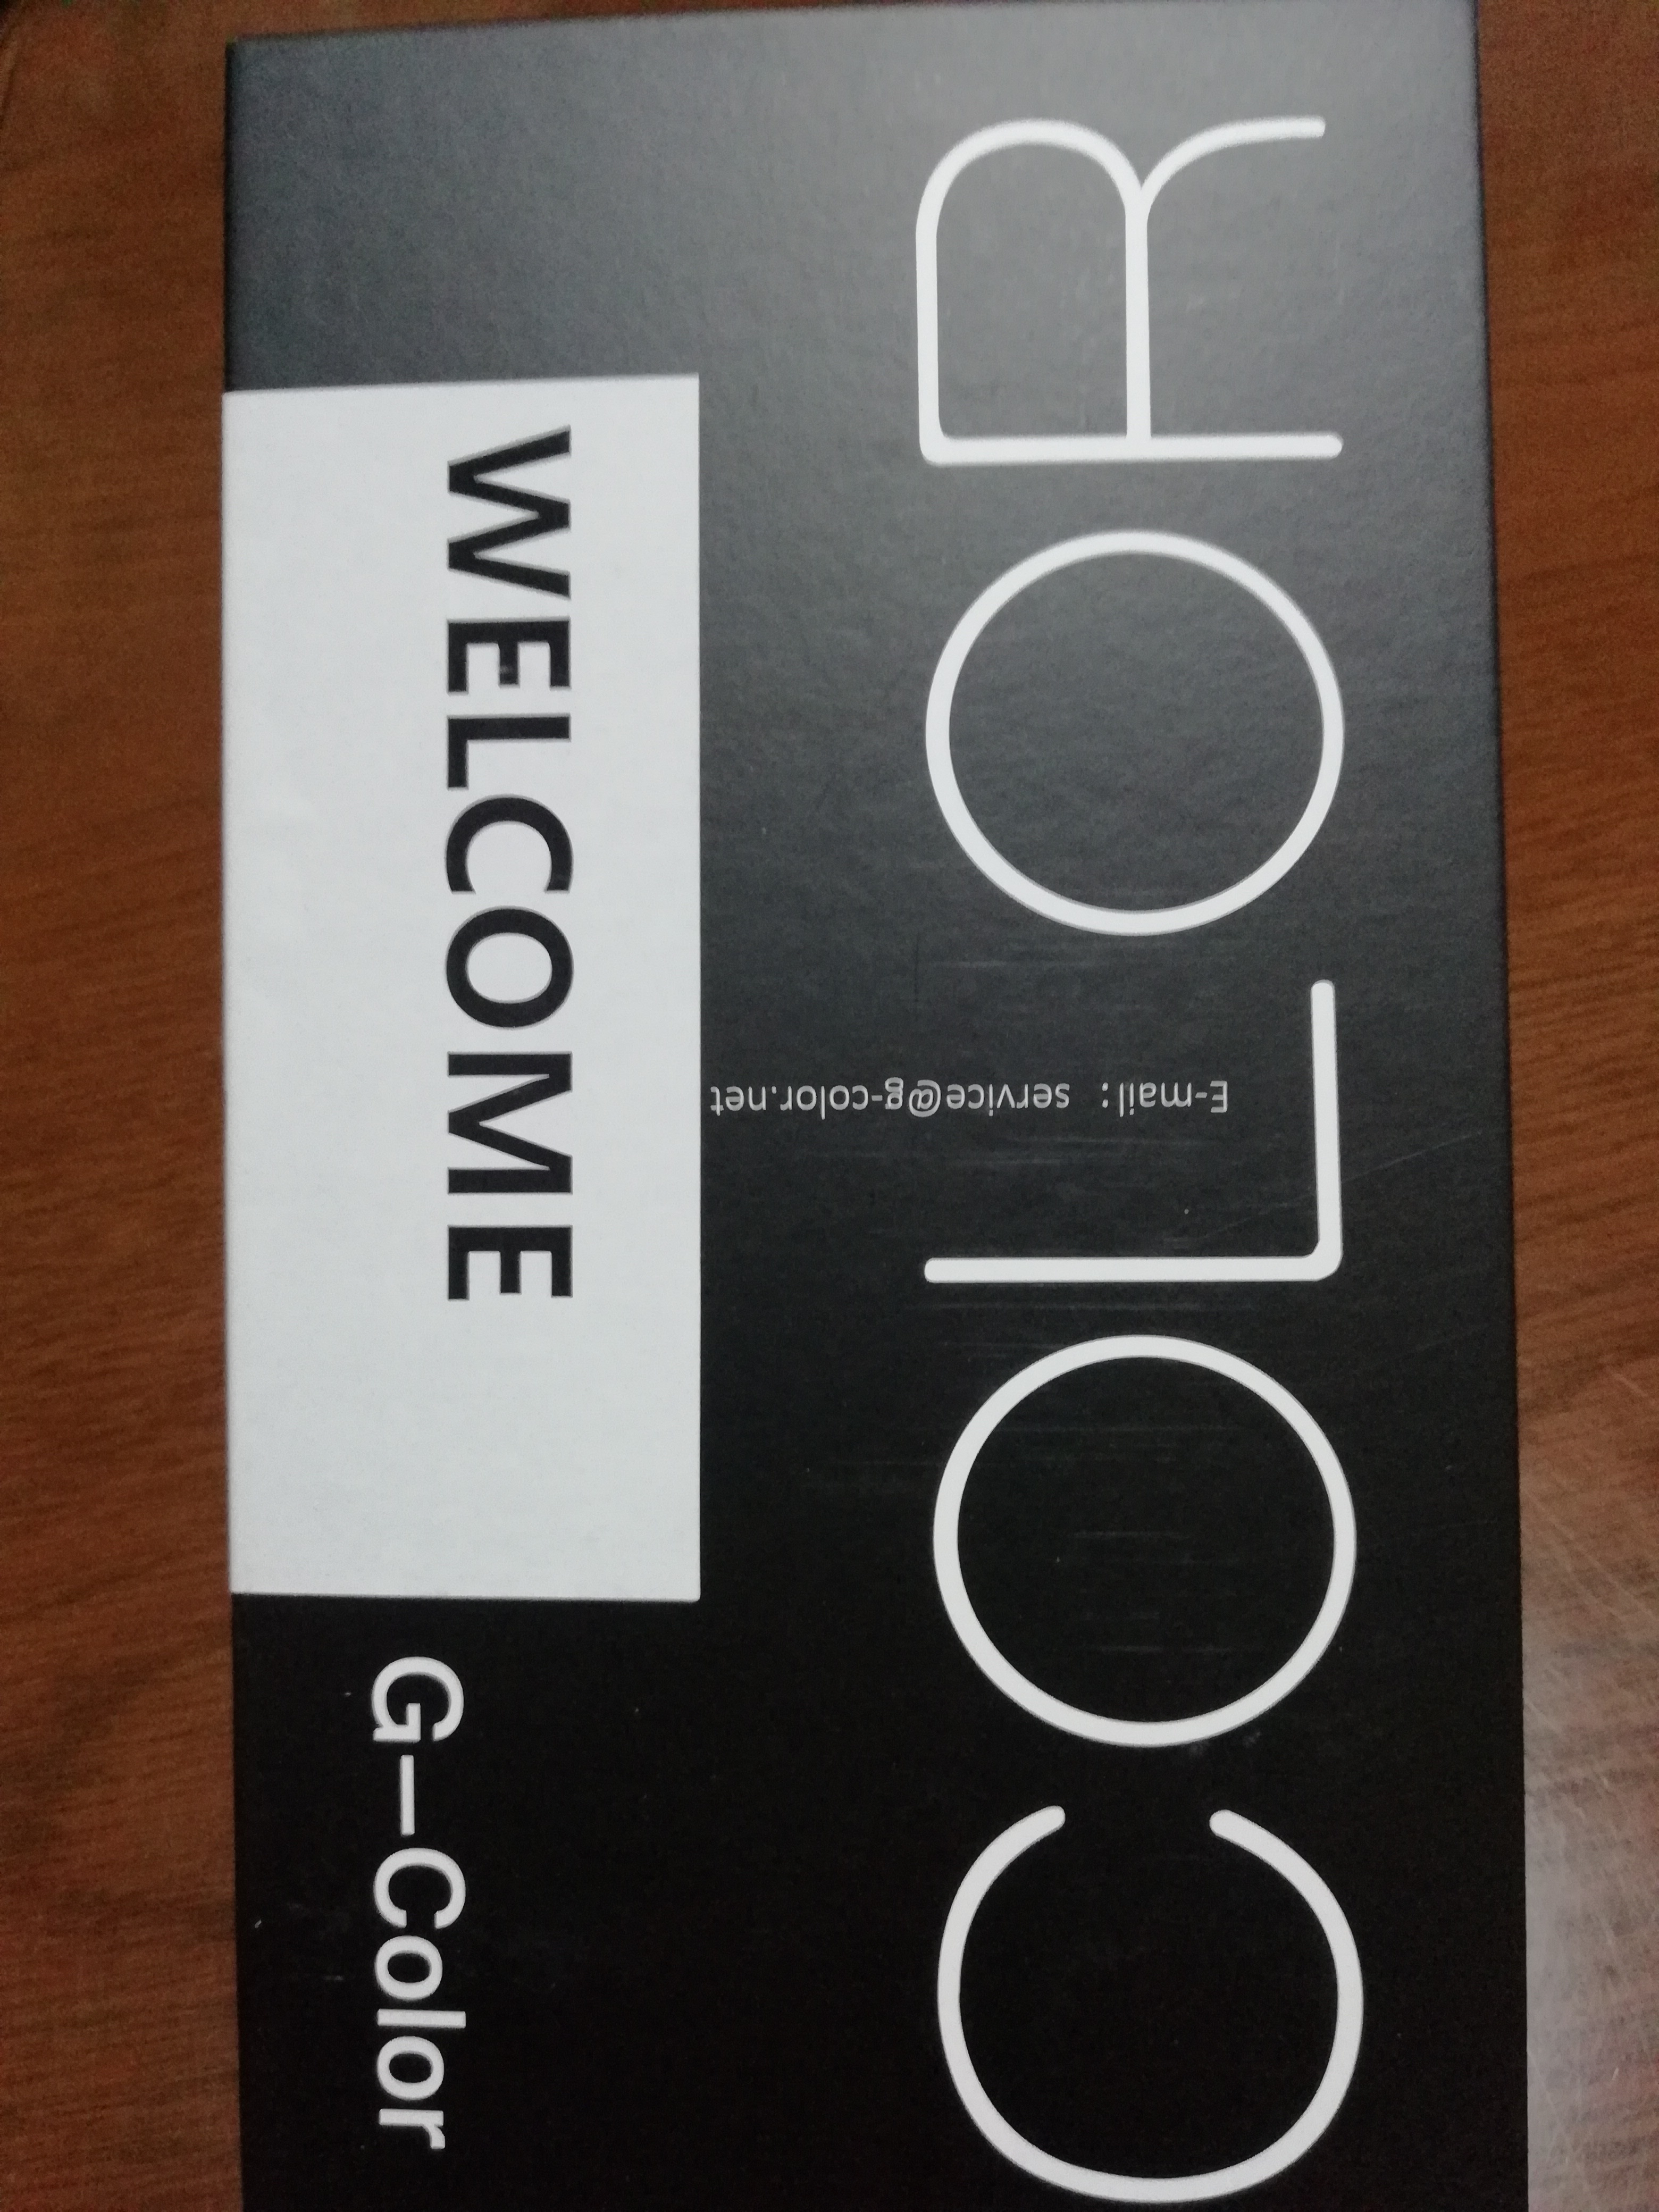 WELCOME
G–Color
E-mail: service@g-color.net
COLOR